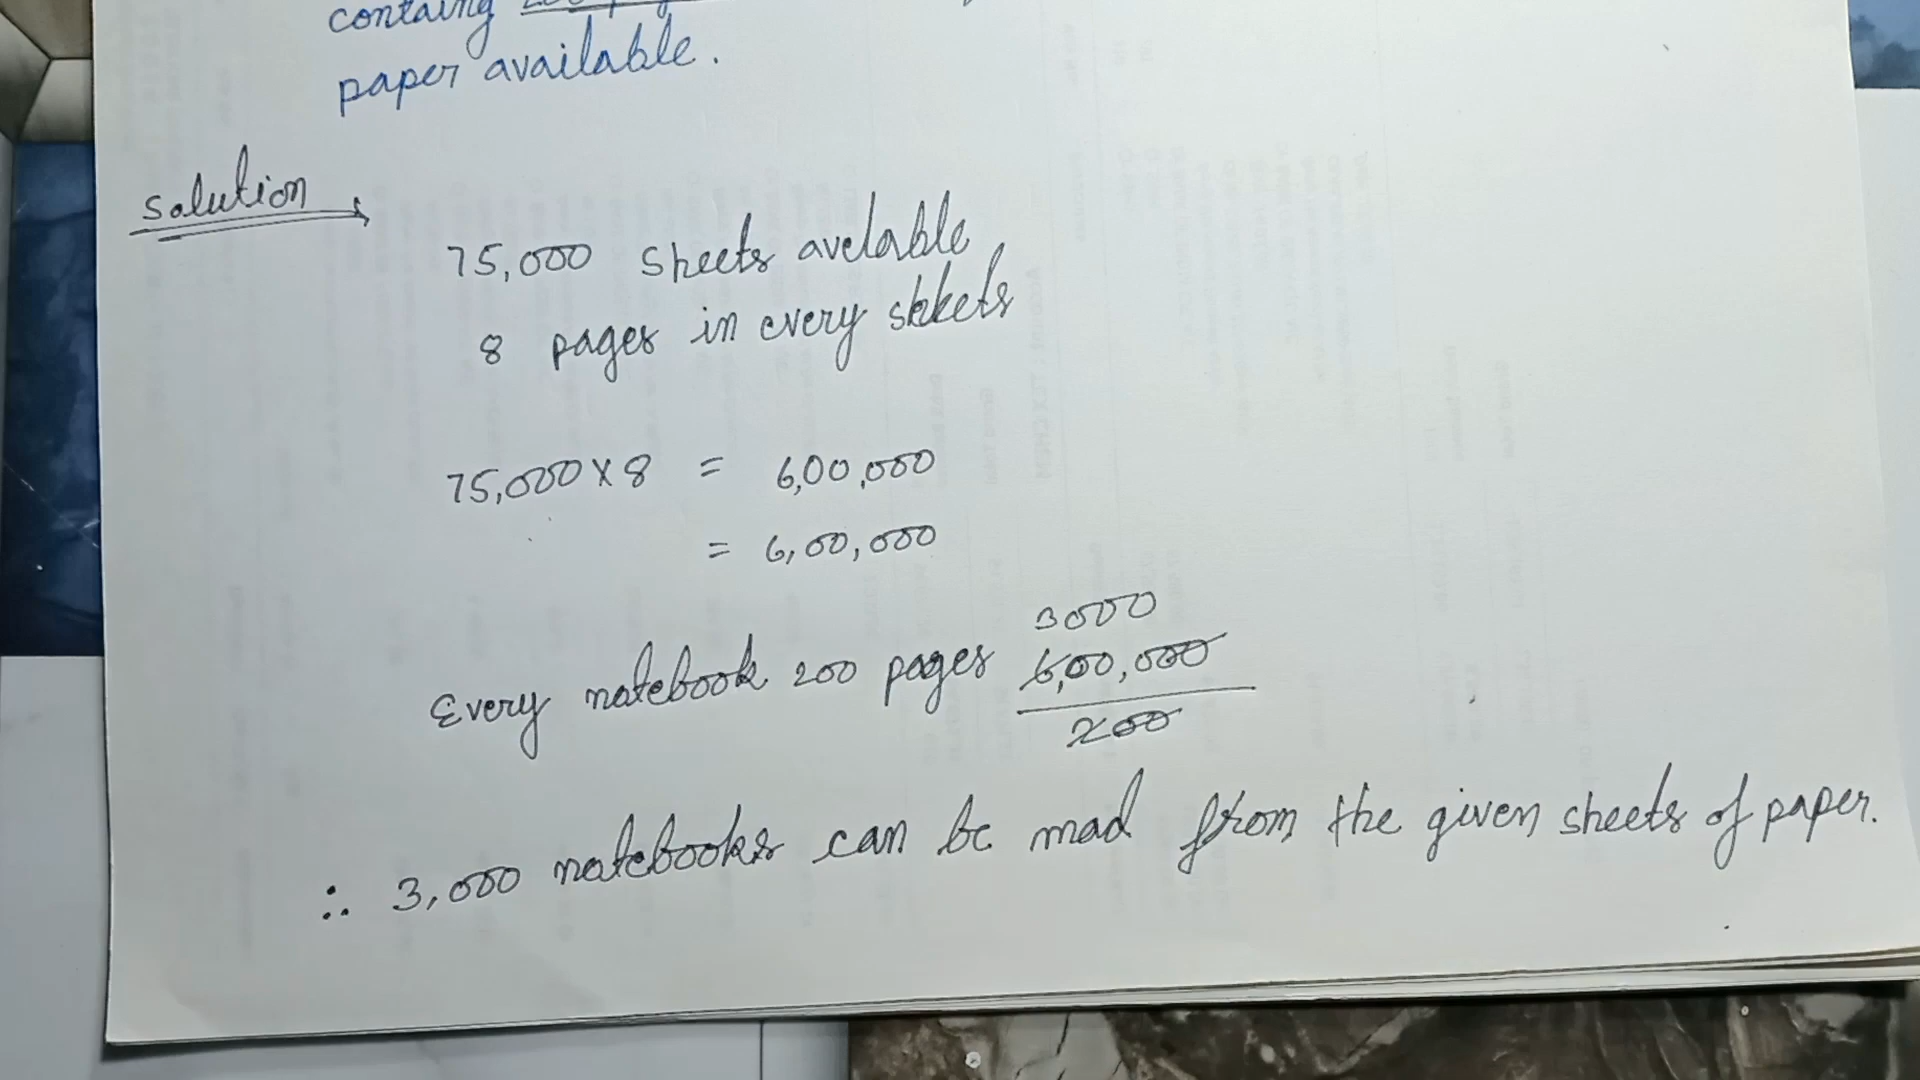 containg 200
paper available.
Solution
75,000 sheets avelable
8 pages in every
75,000 x 8 = 6,00,000
= 6,00,000
3000
Every notebook 200 pages 6,00,000
200
∴ 3,000 notebooks can be mad from the given sheets of paper.